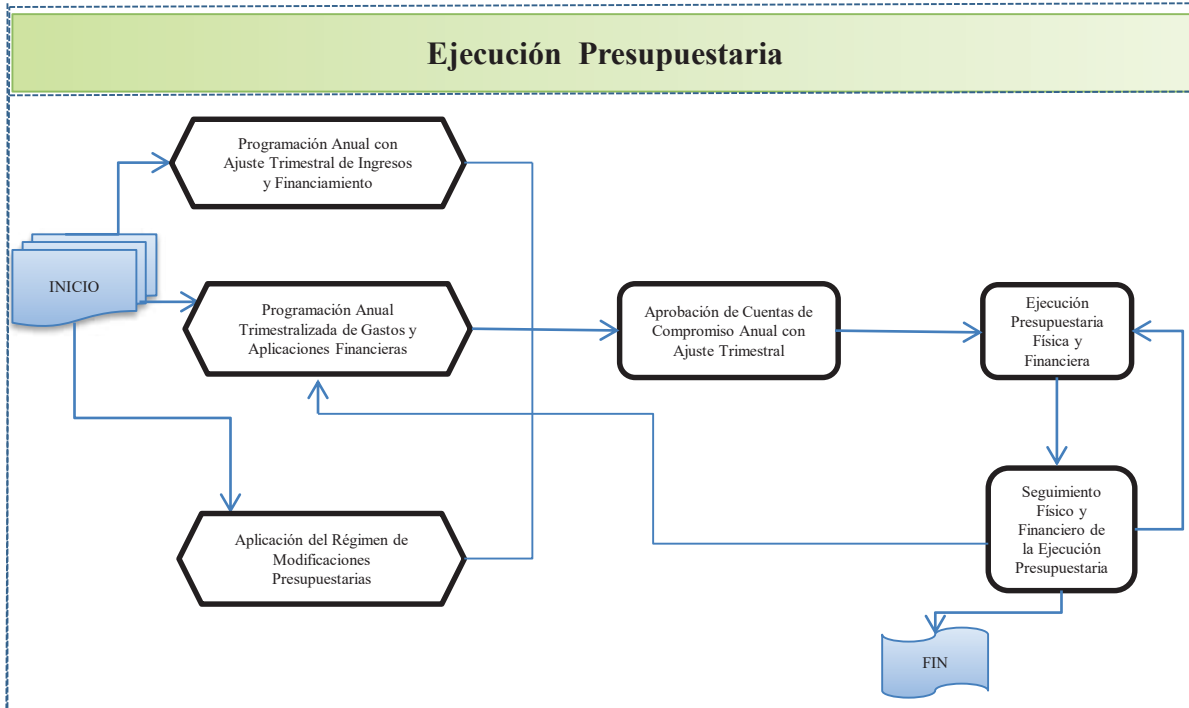 Ejecución Presupuestaria
Programación Anual con
Ajuste Trimestral de Ingresos
y Financiamiento
INICIO
Programación Anual
Trimestralizada de Gastos y
Aplicaciones Financieras
Aprobación de Cuentas de
Compromiso Anual con
Ajuste Trimestral
Ejecución
Presupuestaria
Física y
Financiera
Aplicación del Régimen de
Modificaciones
Presupuestarias
Seguimiento
Físico y
Financiero de
la Ejecución
Presupuestaria
FIN